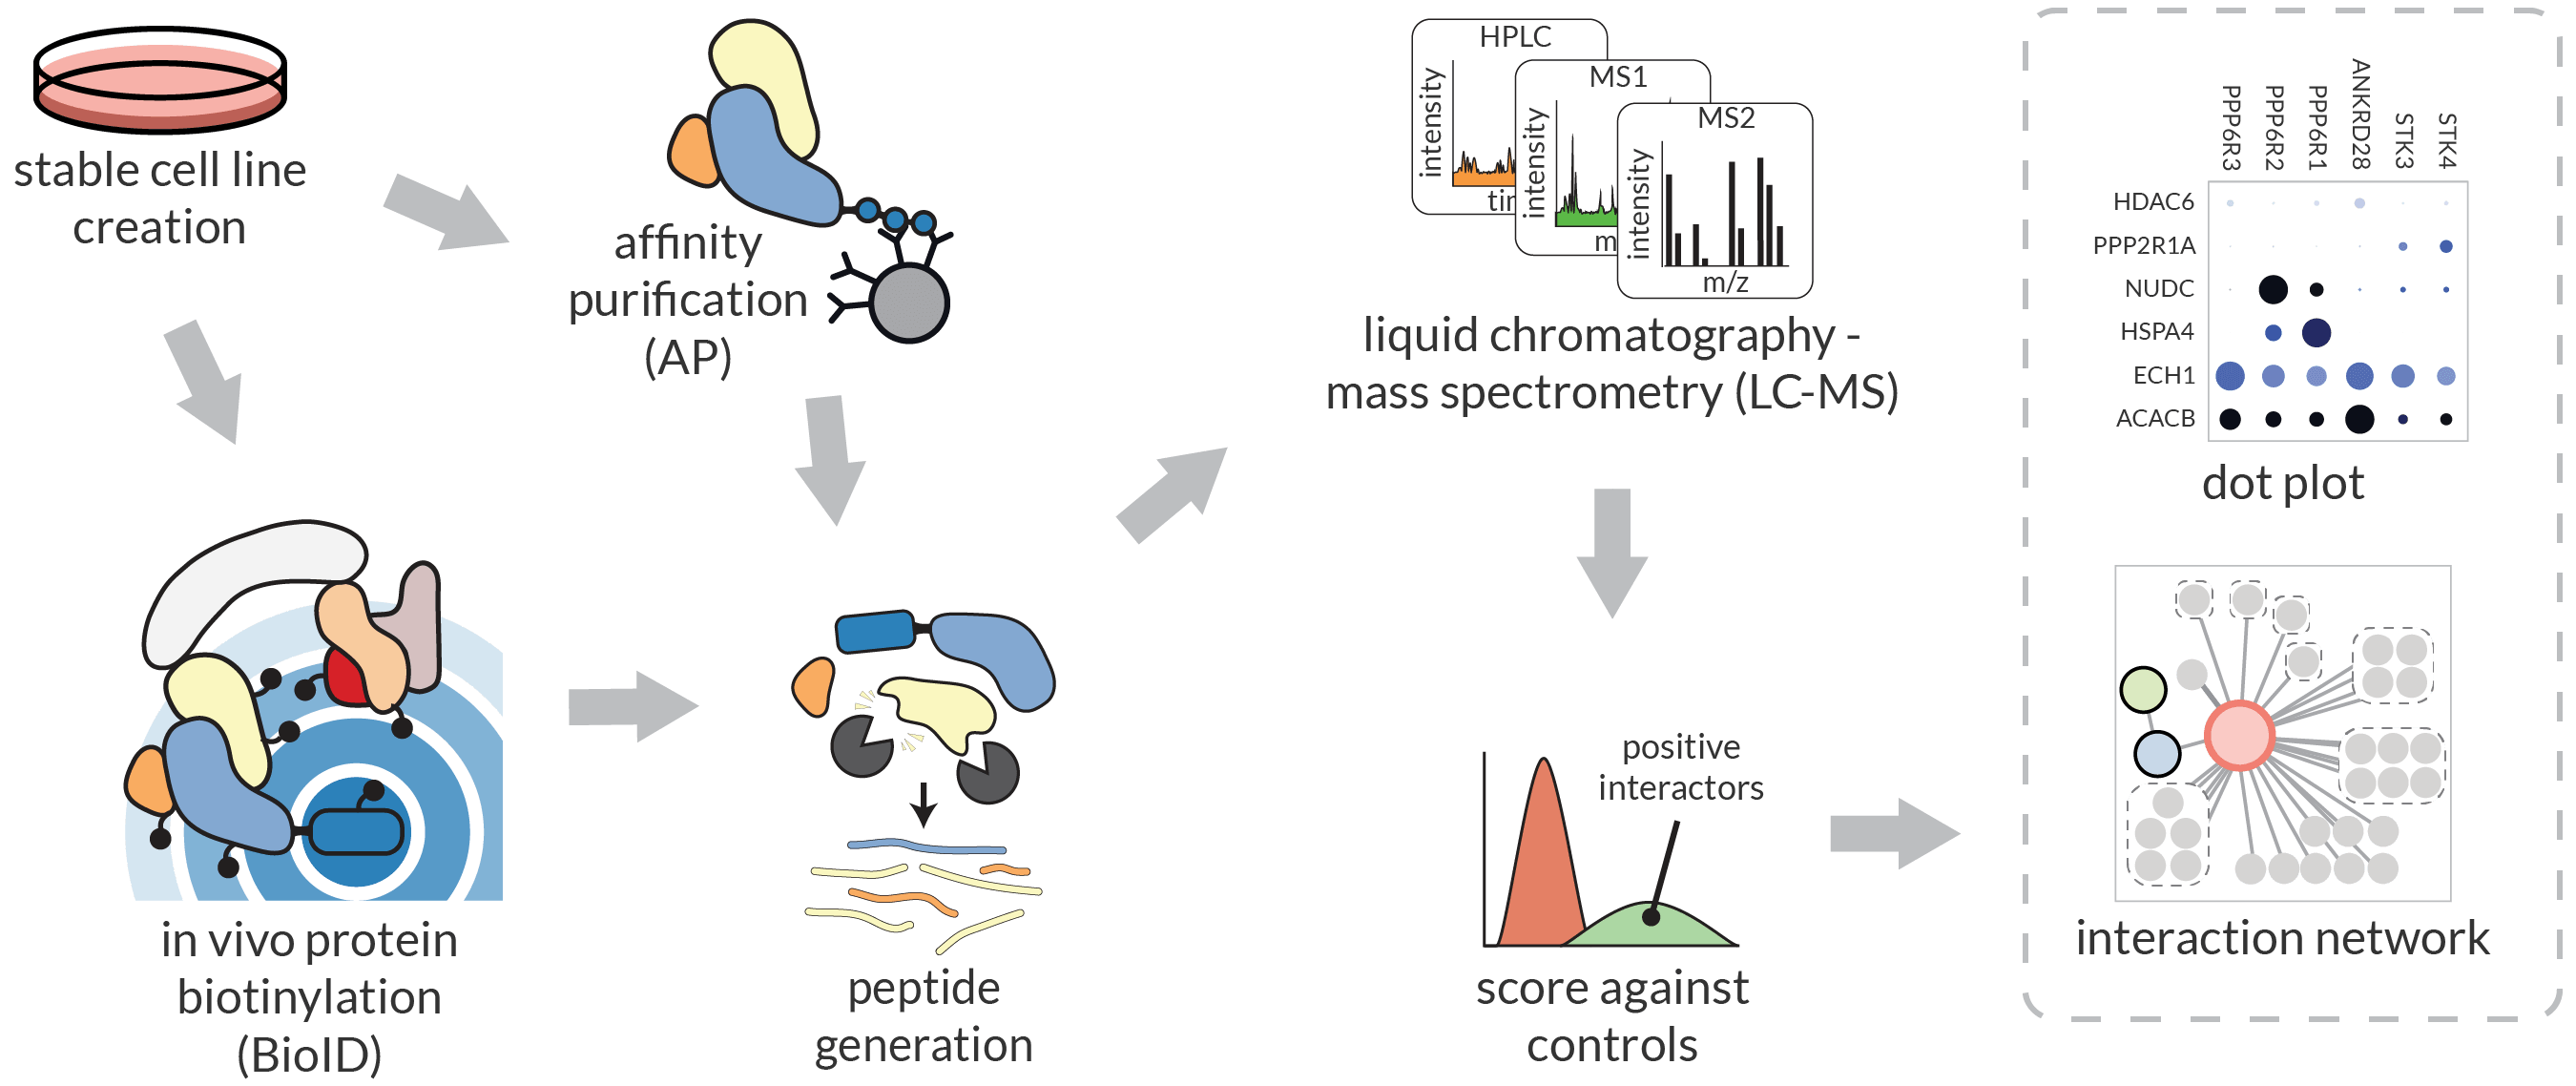 stable cell line
creation
affinity
purification
(AP)
in vivo protein
biotinylation
(BioID)
peptide
generation
HPLC
intensity
tin
MS1
intensity
m
MS2
intensity
m/z
liquid chromatography -
mass spectrometry (LC-MS)
positive
interactors
score against
controls
PPP6R3
PPP6R2
PPP6R1
ANKRD28
STK3
STK4
HDAC6
PPP2R1A
NUDC
HSPA4
ECH1
ACACB
dot plot
interaction network